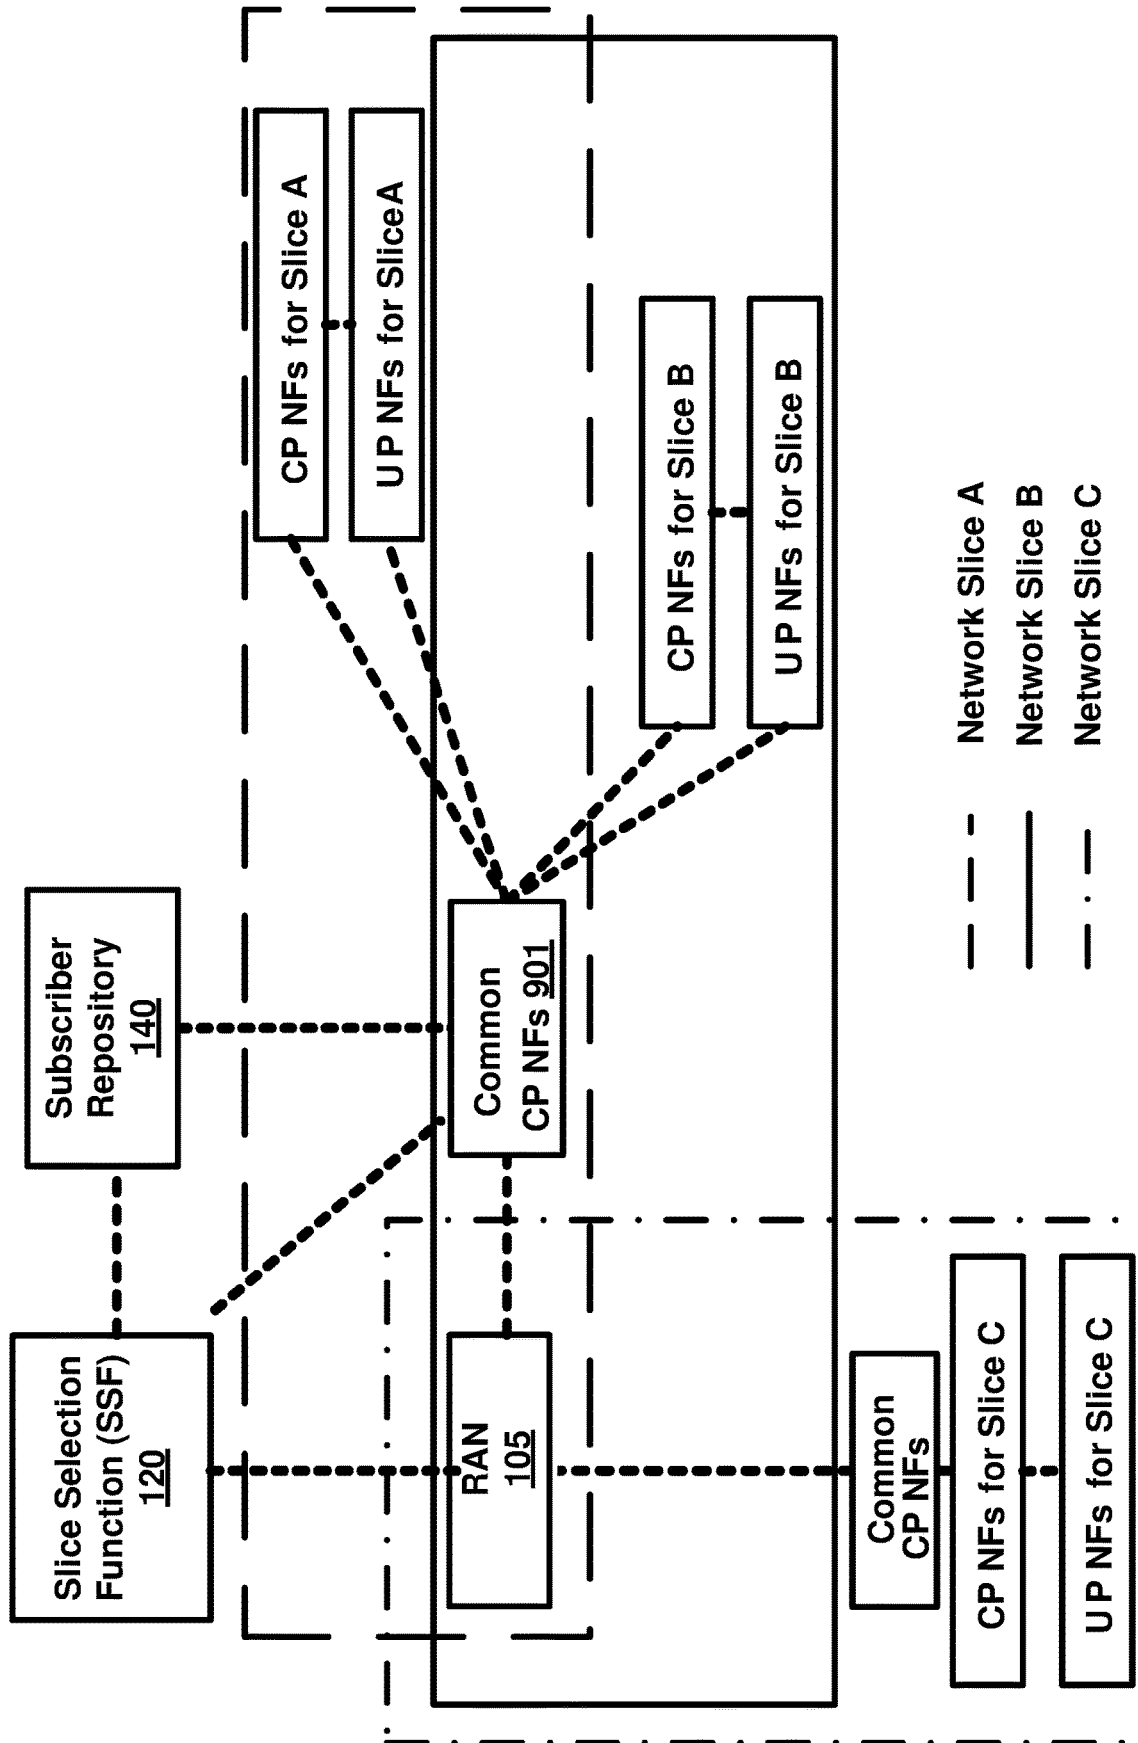 Slice Selection
Function (SSF)
120
Subscriber
Repository
140
RAN
105
Common
CP NFs 901
CP NFs for Slice A
UP NFs for Slice A
CP NFs for Slice B
UP NFs for Slice B
Common
CP NFs
CP NFs for Slice C
UP NFs for Slice C
Network Slice A
Network Slice B
Network Slice C